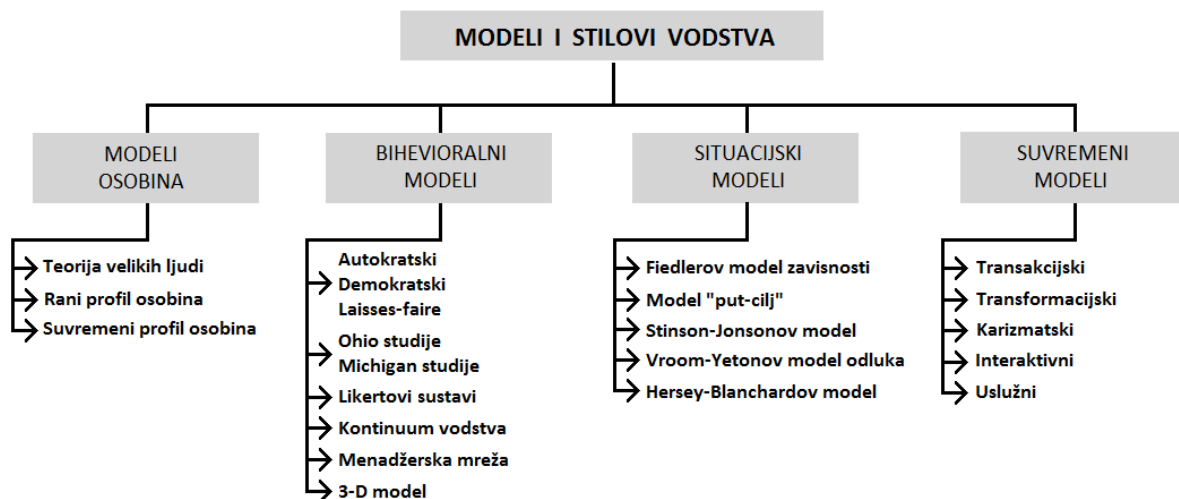 MODELI I STILOVI VODSTVA
MODELI
OSOBINA
Teorija velikih ljudi
Rani profil osobina
Suvremeni profil osobina
BIHEVIORALNI
MODELI
Autokratski
Demokratski
Laisses-faire
Ohio studije
Michigan studije
Likertovi sustavi
Kontinuum vodstva
Menadžerska mreža
3-D model
SITUACIJSKI
MODELI
Fiedlerov model zavisnosti
Model "put-cilj"
Stinson-Jonsonov model
Vroom-Yetonov model odluka
Hersey-Blanchardov model
SUVREMENI
MODELI
Transakcijski
Transformacijski
Karizmatski
Interaktivni
Uslužni